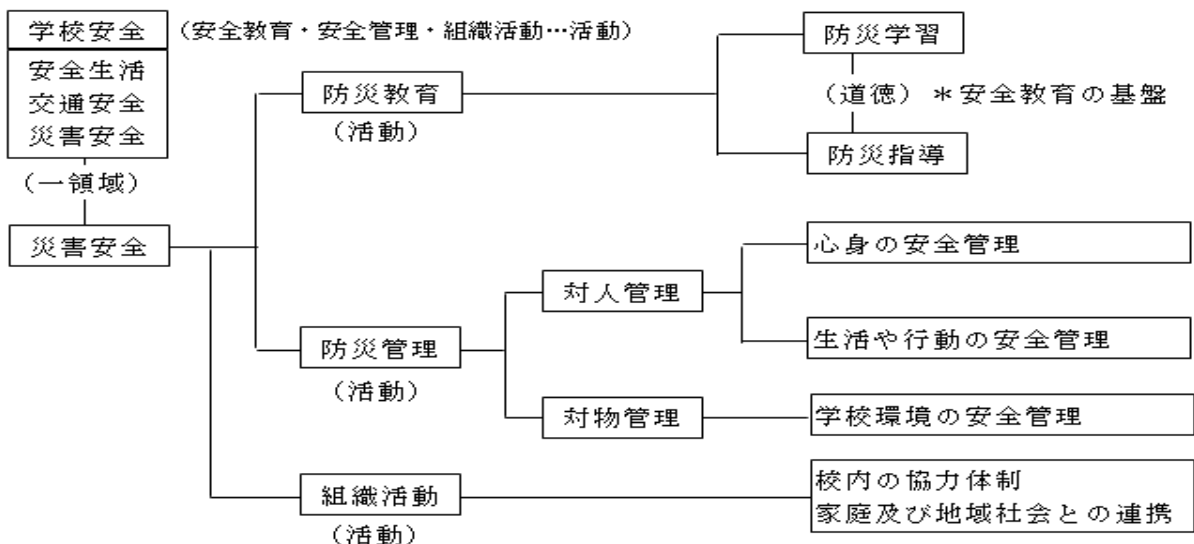 学校安全
(安全教育・安全管理・組織活動…活動)
安全生活
交通安全
災害安全
(一領域)
災害安全
防災教育
(活動)
防災学習
(道徳) *安全教育の基盤
防災指導
防災管理
(活動)
対人管理
心身の安全管理
生活や行動の安全管理
対物管理
学校環境の安全管理
組織活動
(活動)
校内の協力体制
家庭及び地域社会との連携